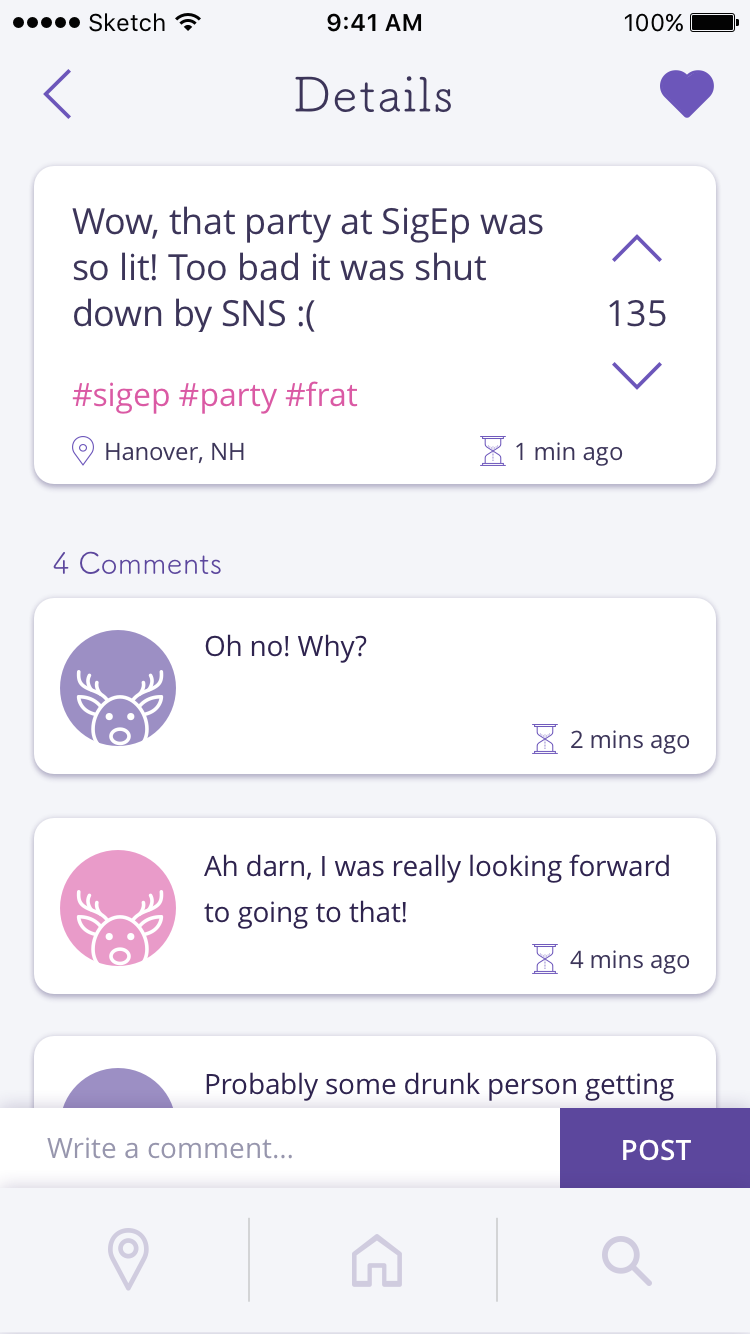 Sketch 9:41 AM 100%
Details
Wow, that party at SigEp was
so lit! Too bad it was shut
down by SNS :(
135
#sigep #party #frat
Hanover, NH 1 min ago
4 Comments
Oh no! Why?
2 mins ago
Ah darn, I was really looking forward
to going to that!
4 mins ago
Probably some drunk person getting
Write a comment... POST